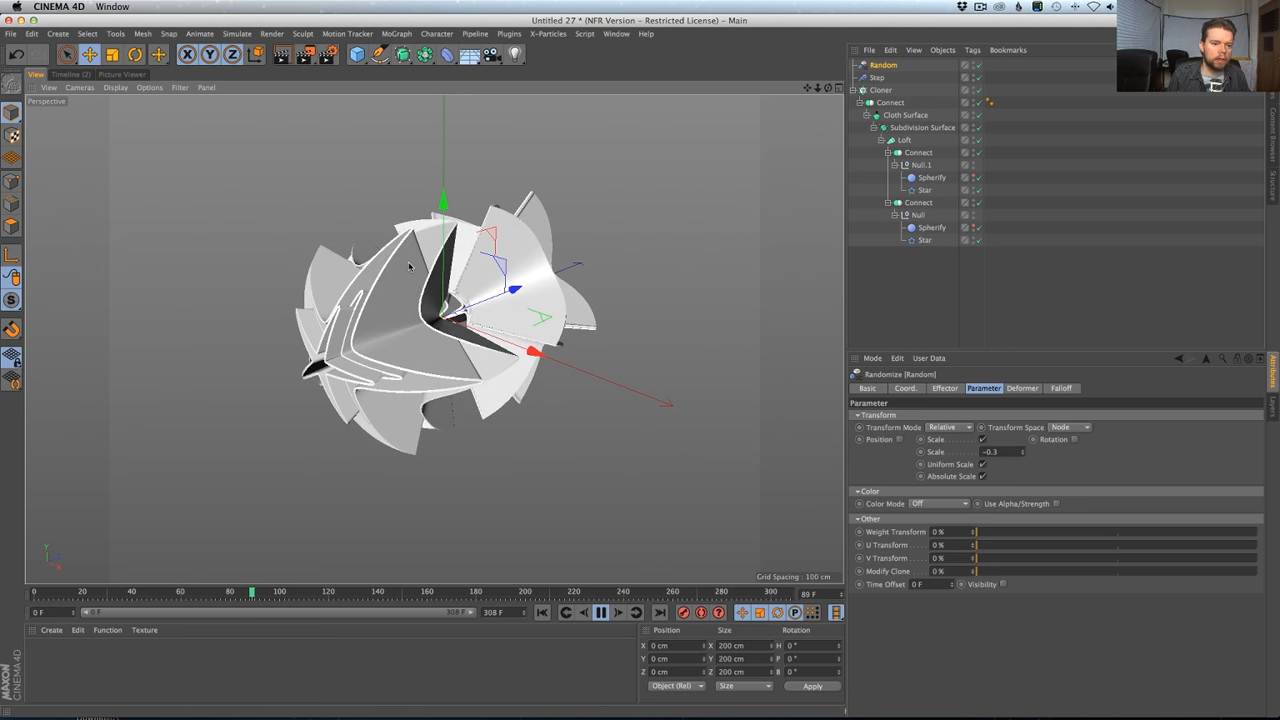 CINEMA 4D Window
Untitled 27 * (NFR Version - Restricted License) - Main
File Edit Create Select Tools Mesh Snap Animate Simulate Render Sculpt Motion Tracker MoGraph Character Pipeline Plugins X-Particles Script Window Help
X Y Z
View Timeline (2) Picture Viewer
View Cameras Display Options Filter Panel
Perspective
Grid Spacing : 100 cm
0 20 40 60 80 100 120 140 160 180 200 220 240 260 280 300
89 F
0 F 0 F 308 F 308 F
P
Create Edit Function Texture
Position Size Rotation
X 0 cm X 200 cm H 0 °
Y 0 cm Y 200 cm P 0 °
Z 0 cm Z 200 cm B 0 °
Object (Rel) Size Apply
MAXON
CINEMA 4D
File Edit View Objects Tags Bookmarks
Random
Step
Cloner
Connect
Cloth Surface
Subdivision Surface
Loft
Connect
Null.1
Spherify
Star
Connect
Null
Spherify
Star
Content Browser
Structure
Mode Edit User Data
Randomize [Random]
Basic Coord. Effector Parameter Deformer Falloff
Parameter
Transform
Transform Mode Relative Transform Space Node
Position Scale Rotation
Scale -0.3
Uniform Scale
Absolute Scale
Color
Color Mode Off Use Alpha/Strength
Other
Weight Transform 0 %
U Transform 0 %
V Transform 0 %
Modify Clone 0 %
Time Offset 0 F Visibility
Attributes
Layers